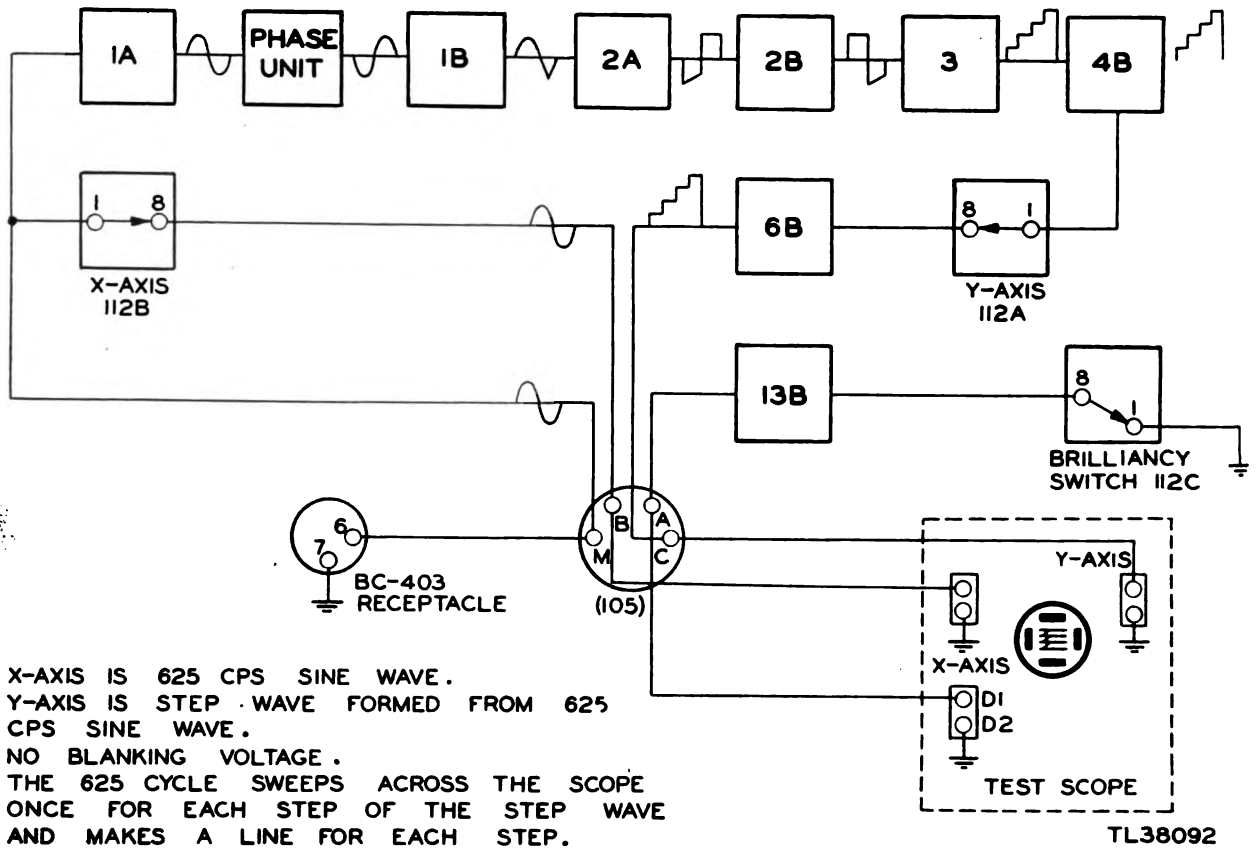 1A
PHASE
UNIT
1B
2A
2B
3
4B
1
8
X-AXIS
112B
6B
8
1
Y-AXIS
112A
13B
8
1
BRILLIANCY
SWITCH 112C
6
7
BC-403
RECEPTACLE
B
A
M
C
(105)
Y-AXIS
X-AXIS
D1
D2
TEST SCOPE
X-AXIS IS 625 CPS SINE WAVE.
Y-AXIS IS STEP WAVE FORMED FROM 625
CPS SINE WAVE.
NO BLANKING VOLTAGE.
THE 625 CYCLE SWEEPS ACROSS THE SCOPE
ONCE FOR EACH STEP OF THE STEP WAVE
AND MAKES A LINE FOR EACH STEP.
TL38092